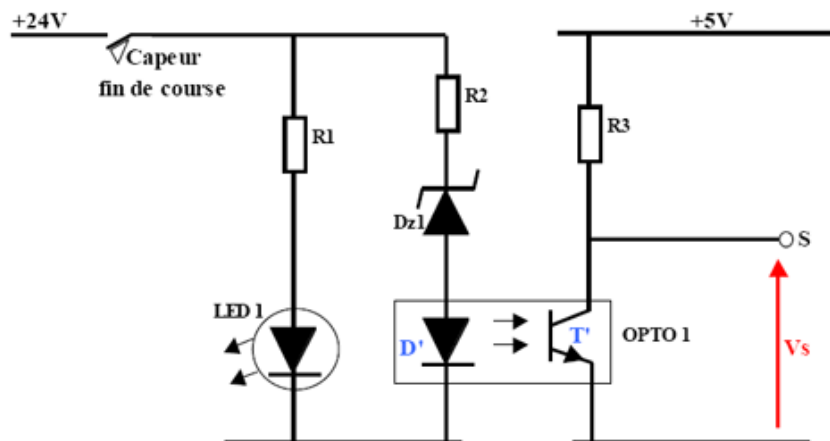 +24V
+5V
Capeur
fin de course
R1
R2
R3
Dz1
S
LED 1
D'
T'
OPTO 1
Vs